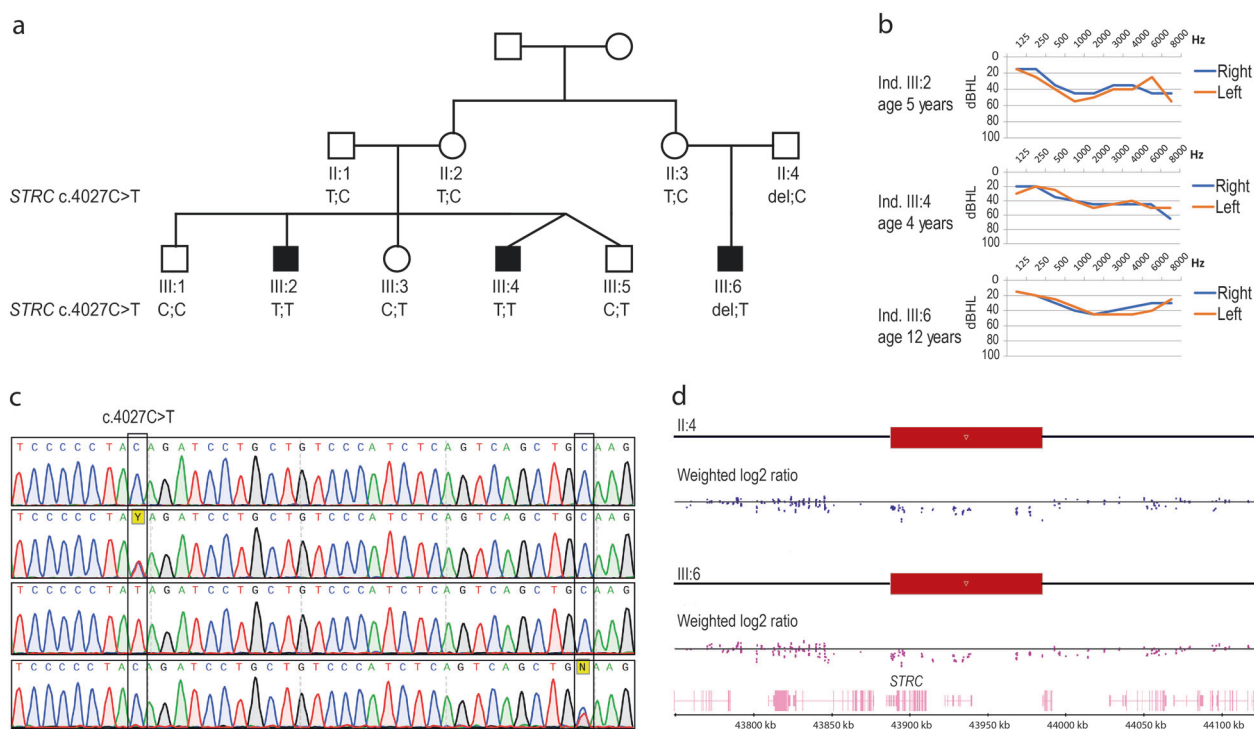 a
II:1 II:2 II:3 II:4
STRC c.4027C>T T;C T;C T;C del;C
III:1 III:2 III:3 III:4 III:5 III:6
STRC c.4027C>T C;C T;T C;T T;T C;T del;T
b
125 250 500 1000 2000 3000 4000 6000 8000 Hz
Ind. III:2
age 5 years
dBHL
0
20
40
60
80
100
Right
Left
125 250 500 1000 2000 3000 4000 6000 8000 Hz
Ind. III:4
age 4 years
dBHL
0
20
40
60
80
100
Right
Left
125 250 500 1000 2000 3000 4000 6000 8000 Hz
Ind. III:6
age 12 years
dBHL
0
20
40
60
80
100
Right
Left
c
c.4027C>T
T C C C C C T A C A G A T C C T G C T G T C C C A T C T C A G T C A G C T G C A A G
T C C C C C T A Y A G A T C C T G C T G T C C C A T C T C A G T C A G C T G C A A G
T C C C C C T A T A G A T C C T G C T G T C C C A T C T C A G T C A G C T G C A A G
T C C C C C T A C A G A T C C T G C T G T C C C A T C T C A G T C A G C T G N A A G
d
II:4
Weighted log2 ratio
III:6
Weighted log2 ratio
STRC
43800 kb 43850 kb 43900 kb 43950 kb 44000 kb 44050 kb 44100 kb